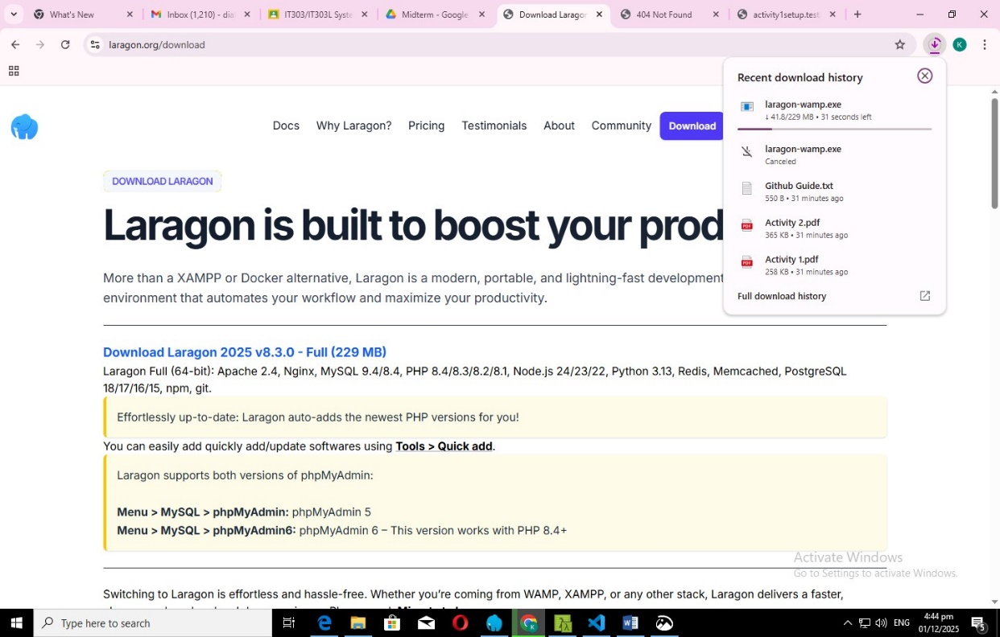 What's New
Inbox (1,210) - dia
IT303/IT303L Syste
Midterm - Google
Download Laragon
404 Not Found
activity1setup.test
laragon.org/download
K
Recent download history
laragon-wamp.exe
↓ 41.8/229 MB • 31 seconds left
laragon-wamp.exe
Canceled
Github Guide.txt
550 B • 31 minutes ago
PDF
Activity 2.pdf
365 KB • 31 minutes ago
PDF
Activity 1.pdf
258 KB • 31 minutes ago
Full download history
Docs Why Laragon? Pricing Testimonials About Community Download
DOWNLOAD LARAGON
Laragon is built to boost your prod
More than a XAMPP or Docker alternative, Laragon is a modern, portable, and lightning-fast development
environment that automates your workflow and maximize your productivity.
Download Laragon 2025 v8.3.0 - Full (229 MB)
Laragon Full (64-bit): Apache 2.4, Nginx, MySQL 9.4/8.4, PHP 8.4/8.3/8.2/8.1, Node.js 24/23/22, Python 3.13, Redis, Memcached, PostgreSQL
18/17/16/15, npm, git.
Effortlessly up-to-date: Laragon auto-adds the newest PHP versions for you!
You can easily add quickly add/update softwares using Tools > Quick add.
Laragon supports both versions of phpMyAdmin:
Menu > MySQL > phpMyAdmin: phpMyAdmin 5
Menu > MySQL > phpMyAdmin6: phpMyAdmin 6 – This version works with PHP 8.4+
Activate Windows
Go to Settings to activate Windows.
Switching to Laragon is effortless and hassle-free. Whether you're coming from WAMP, XAMPP, or any other stack, Laragon delivers a faster,
Type here to search
ENG
4:44 pm
01/12/2025
5